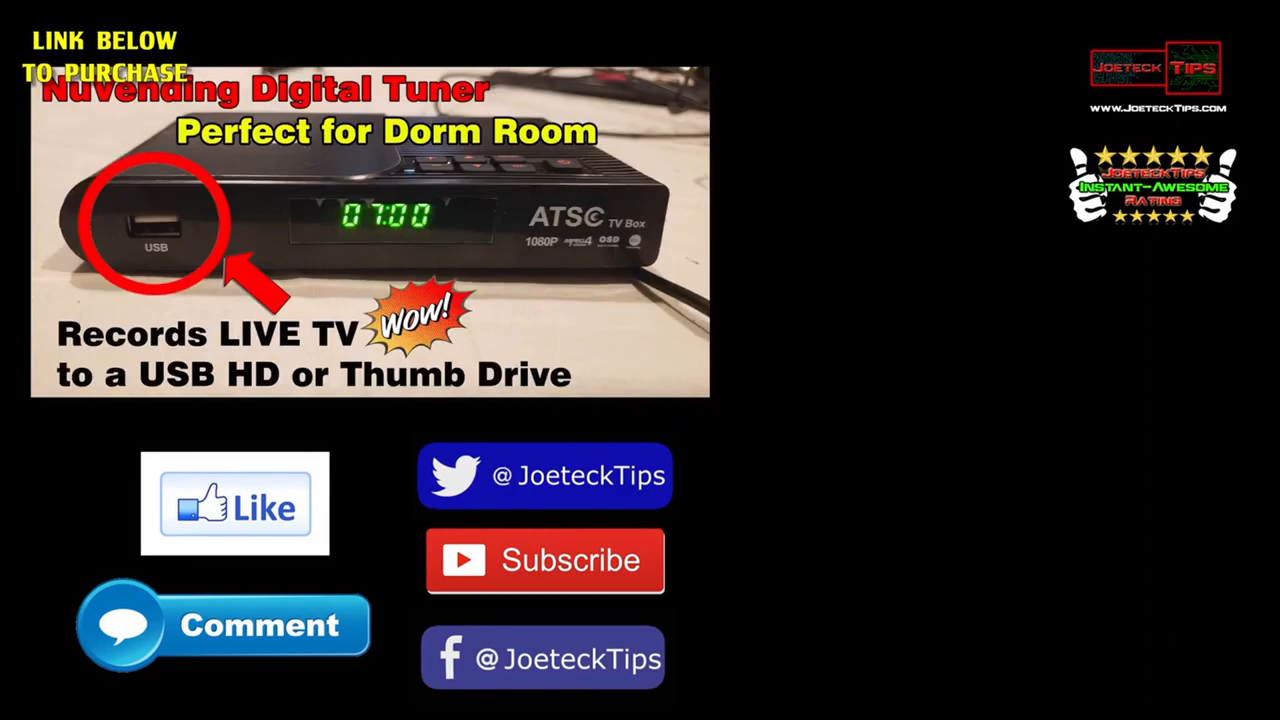 LINK BELOW
TO PURCHASE
Nuvending Digital Tuner
Perfect for Dorm Room
07:00
ATSC TV Box
USB
1080P MPEG4 OSD
Records LIVE TV
WOW!
to a USB HD or Thumb Drive
Like
Comment
@JoeteckTips
Subscribe
@JoeteckTips
JOETECK TIPS
WWW.JOETECKTIPS.COM
JOETECKTIPS
INSTANT-AWESOME
RATING